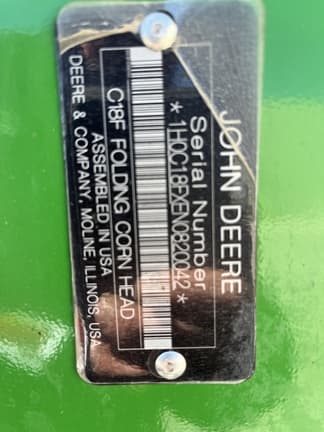 JOHN DEERE
Serial Number
*1H0C18FXEN0820042*
C18F FOLDING CORN HEAD
ASSEMBLED IN USA
DEERE & COMPANY, MOLINE, ILLINOIS, USA